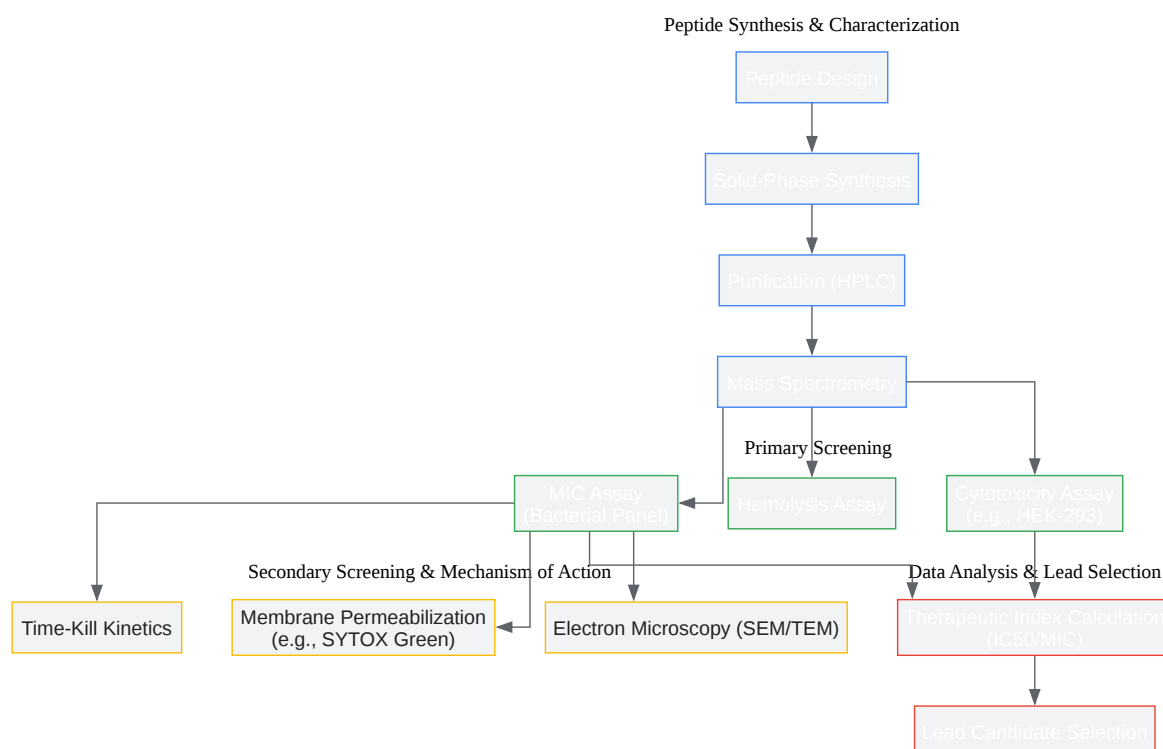 Peptide Synthesis & Characterization
Peptide Design
Solid-Phase Synthesis
Purification (HPLC)
Mass Spectrometry
Primary Screening
MIC Assay
(Bacterial Panel)
Hemolysis Assay
Cytotoxicity Assay
(e.g., HEK-293)
Secondary Screening & Mechanism of Action
Data Analysis & Lead Selection
Time-Kill Kinetics
Membrane Permeabilization
(e.g., SYTOX Green)
Electron Microscopy (SEM/TEM)
Therapeutic Index Calculation
(IC50/MIC)
Lead Candidate Selection